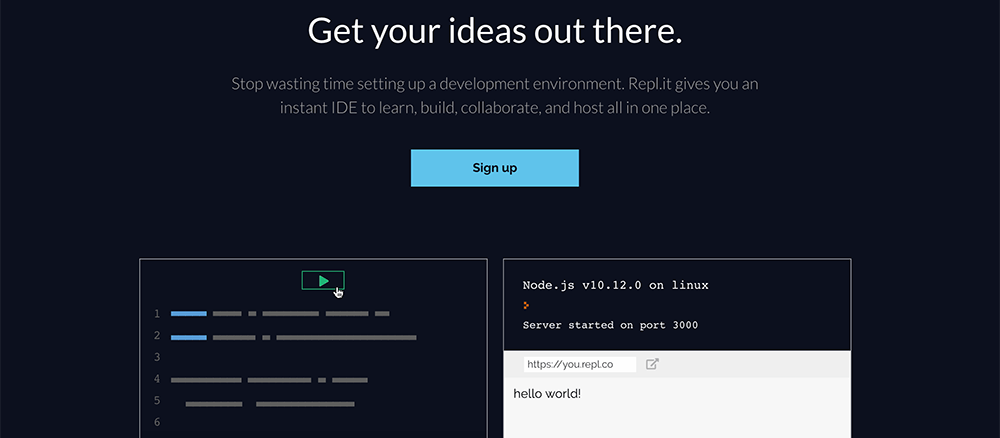 Get your ideas out there.
Stop wasting time setting up a development environment. Repl.it gives you an
instant IDE to learn, build, collaborate, and host all in one place.
Sign up
1
2
3
4
5
6
Node.js v10.12.0 on linux
Server started on port 3000
https://you.repl.co
hello world!